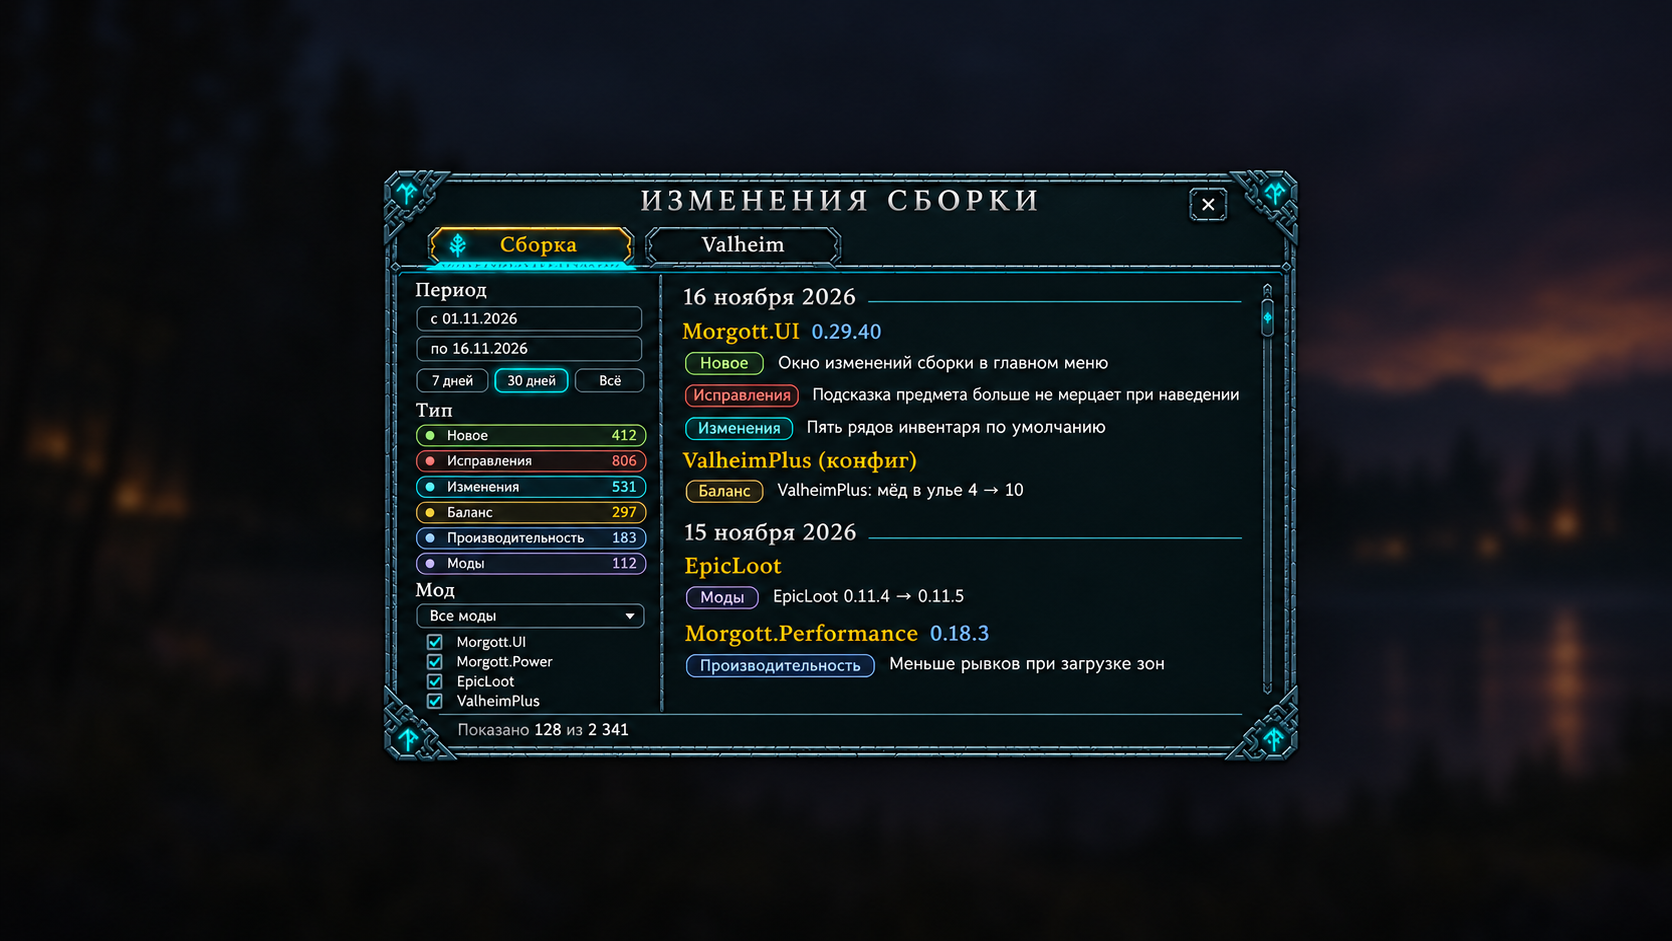 ИЗМЕНЕНИЯ СБОРКИ
Сборка
Valheim
Период
с 01.11.2026
по 16.11.2026
7 дней
30 дней
Всё
Тип
Новое 412
Исправления 806
Изменения 531
Баланс 297
Производительность 183
Моды 112
Мод
Все моды
Morgott.UI
Morgott.Power
EpicLoot
ValheimPlus
16 ноября 2026
Morgott.UI 0.29.40
Новое Окно изменений сборки в главном меню
Исправления Подсказка предмета больше не мерцает при наведении
Изменения Пять рядов инвентаря по умолчанию
ValheimPlus (конфиг)
Баланс ValheimPlus: мёд в улье 4 → 10
15 ноября 2026
EpicLoot
Моды EpicLoot 0.11.4 → 0.11.5
Morgott.Performance 0.18.3
Производительность Меньше рывков при загрузке зон
Показано 128 из 2 341